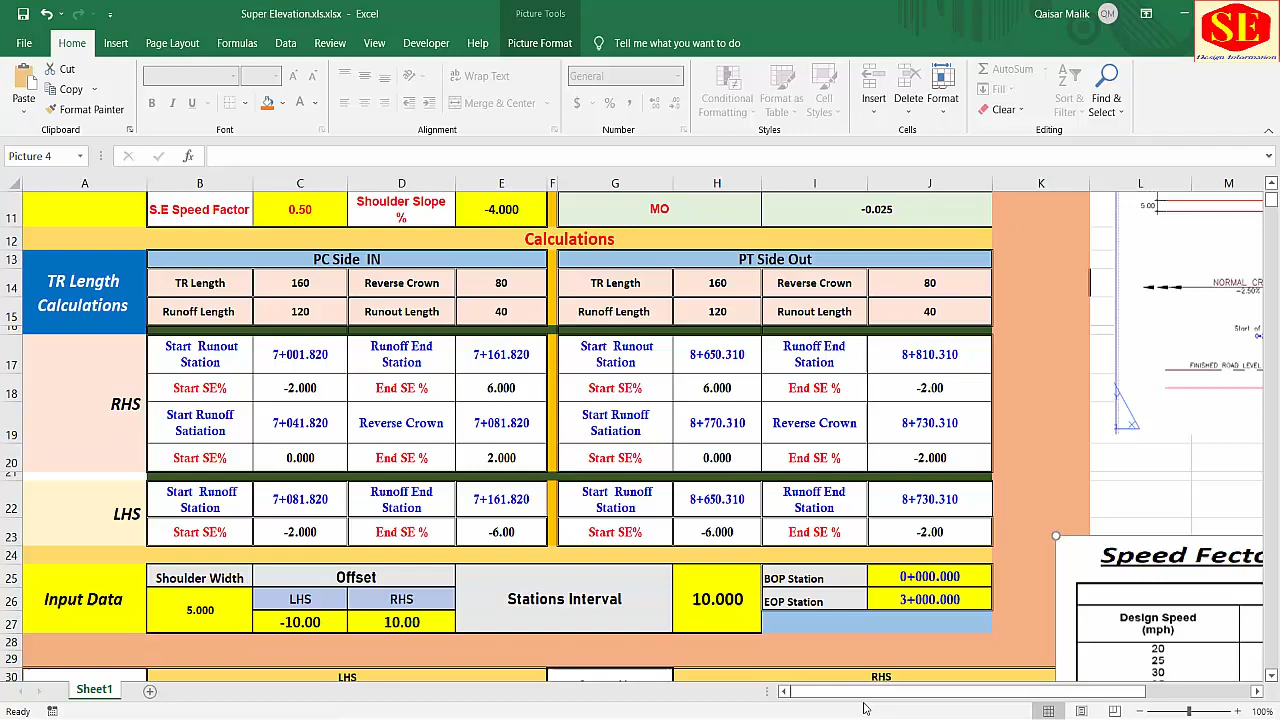 Super Elevation.xls.xlsx - Excel
Picture Tools
Qaisar Malik
QM
SE
Design Information
File
Home
Insert
Page Layout
Formulas
Data
Review
View
Developer
Help
Picture Format
Tell me what you want to do
Paste
Cut
Copy
Format Painter
Clipboard
B I U
A A
Font
Wrap Text
Merge & Center
Alignment
General
$ % ,
Number
Conditional Formatting
Format as Table
Cell Styles
Styles
Insert
Delete
Format
Cells
AutoSum
Fill
Clear
Sort & Filter
Find & Select
Editing
Picture 4
fx
A B C D E F G H I J K L M
11 S.E Speed Factor 0.50 Shoulder Slope % -4.000 MO -0.025 5.00
12 Calculations
13 PC Side IN PT Side Out
TR Length Calculations
14 TR Length 160 Reverse Crown 80 TR Length 160 Reverse Crown 80
NORMAL CR
-2.50%
15 Runoff Length 120 Runout Length 40 Runoff Length 120 Runout Length 40
16
Start of
17 Start Runout Station 7+001.820 Runoff End Station 7+161.820 Start Runout Station 8+650.310 Runoff End Station 8+810.310
FINISHED ROAD LEVEL
18 Start SE% -2.000 End SE % 6.000 Start SE% 6.000 End SE % -2.00
RHS
19 Start Runoff Satiation 7+041.820 Reverse Crown 7+081.820 Start Runoff Satiation 8+770.310 Reverse Crown 8+730.310
20 Start SE% 0.000 End SE % 2.000 Start SE% 0.000 End SE % -2.000
21
22 Start Runoff Station 7+081.820 Runoff End Station 7+161.820 Start Runoff Station 8+650.310 Runoff End Station 8+730.310
LHS
23 Start SE% -2.000 End SE % -6.00 Start SE% -6.000 End SE % -2.00
24
Speed Fecto
25 Shoulder Width Offset BOP Station 0+000.000
Input Data
26 5.000 LHS RHS Stations Interval 10.000 EOP Station 3+000.000
27 -10.00 10.00
Design Speed
(mph)
28
20
29
25
30 LHS RHS
30
Sheet1
Ready
100%